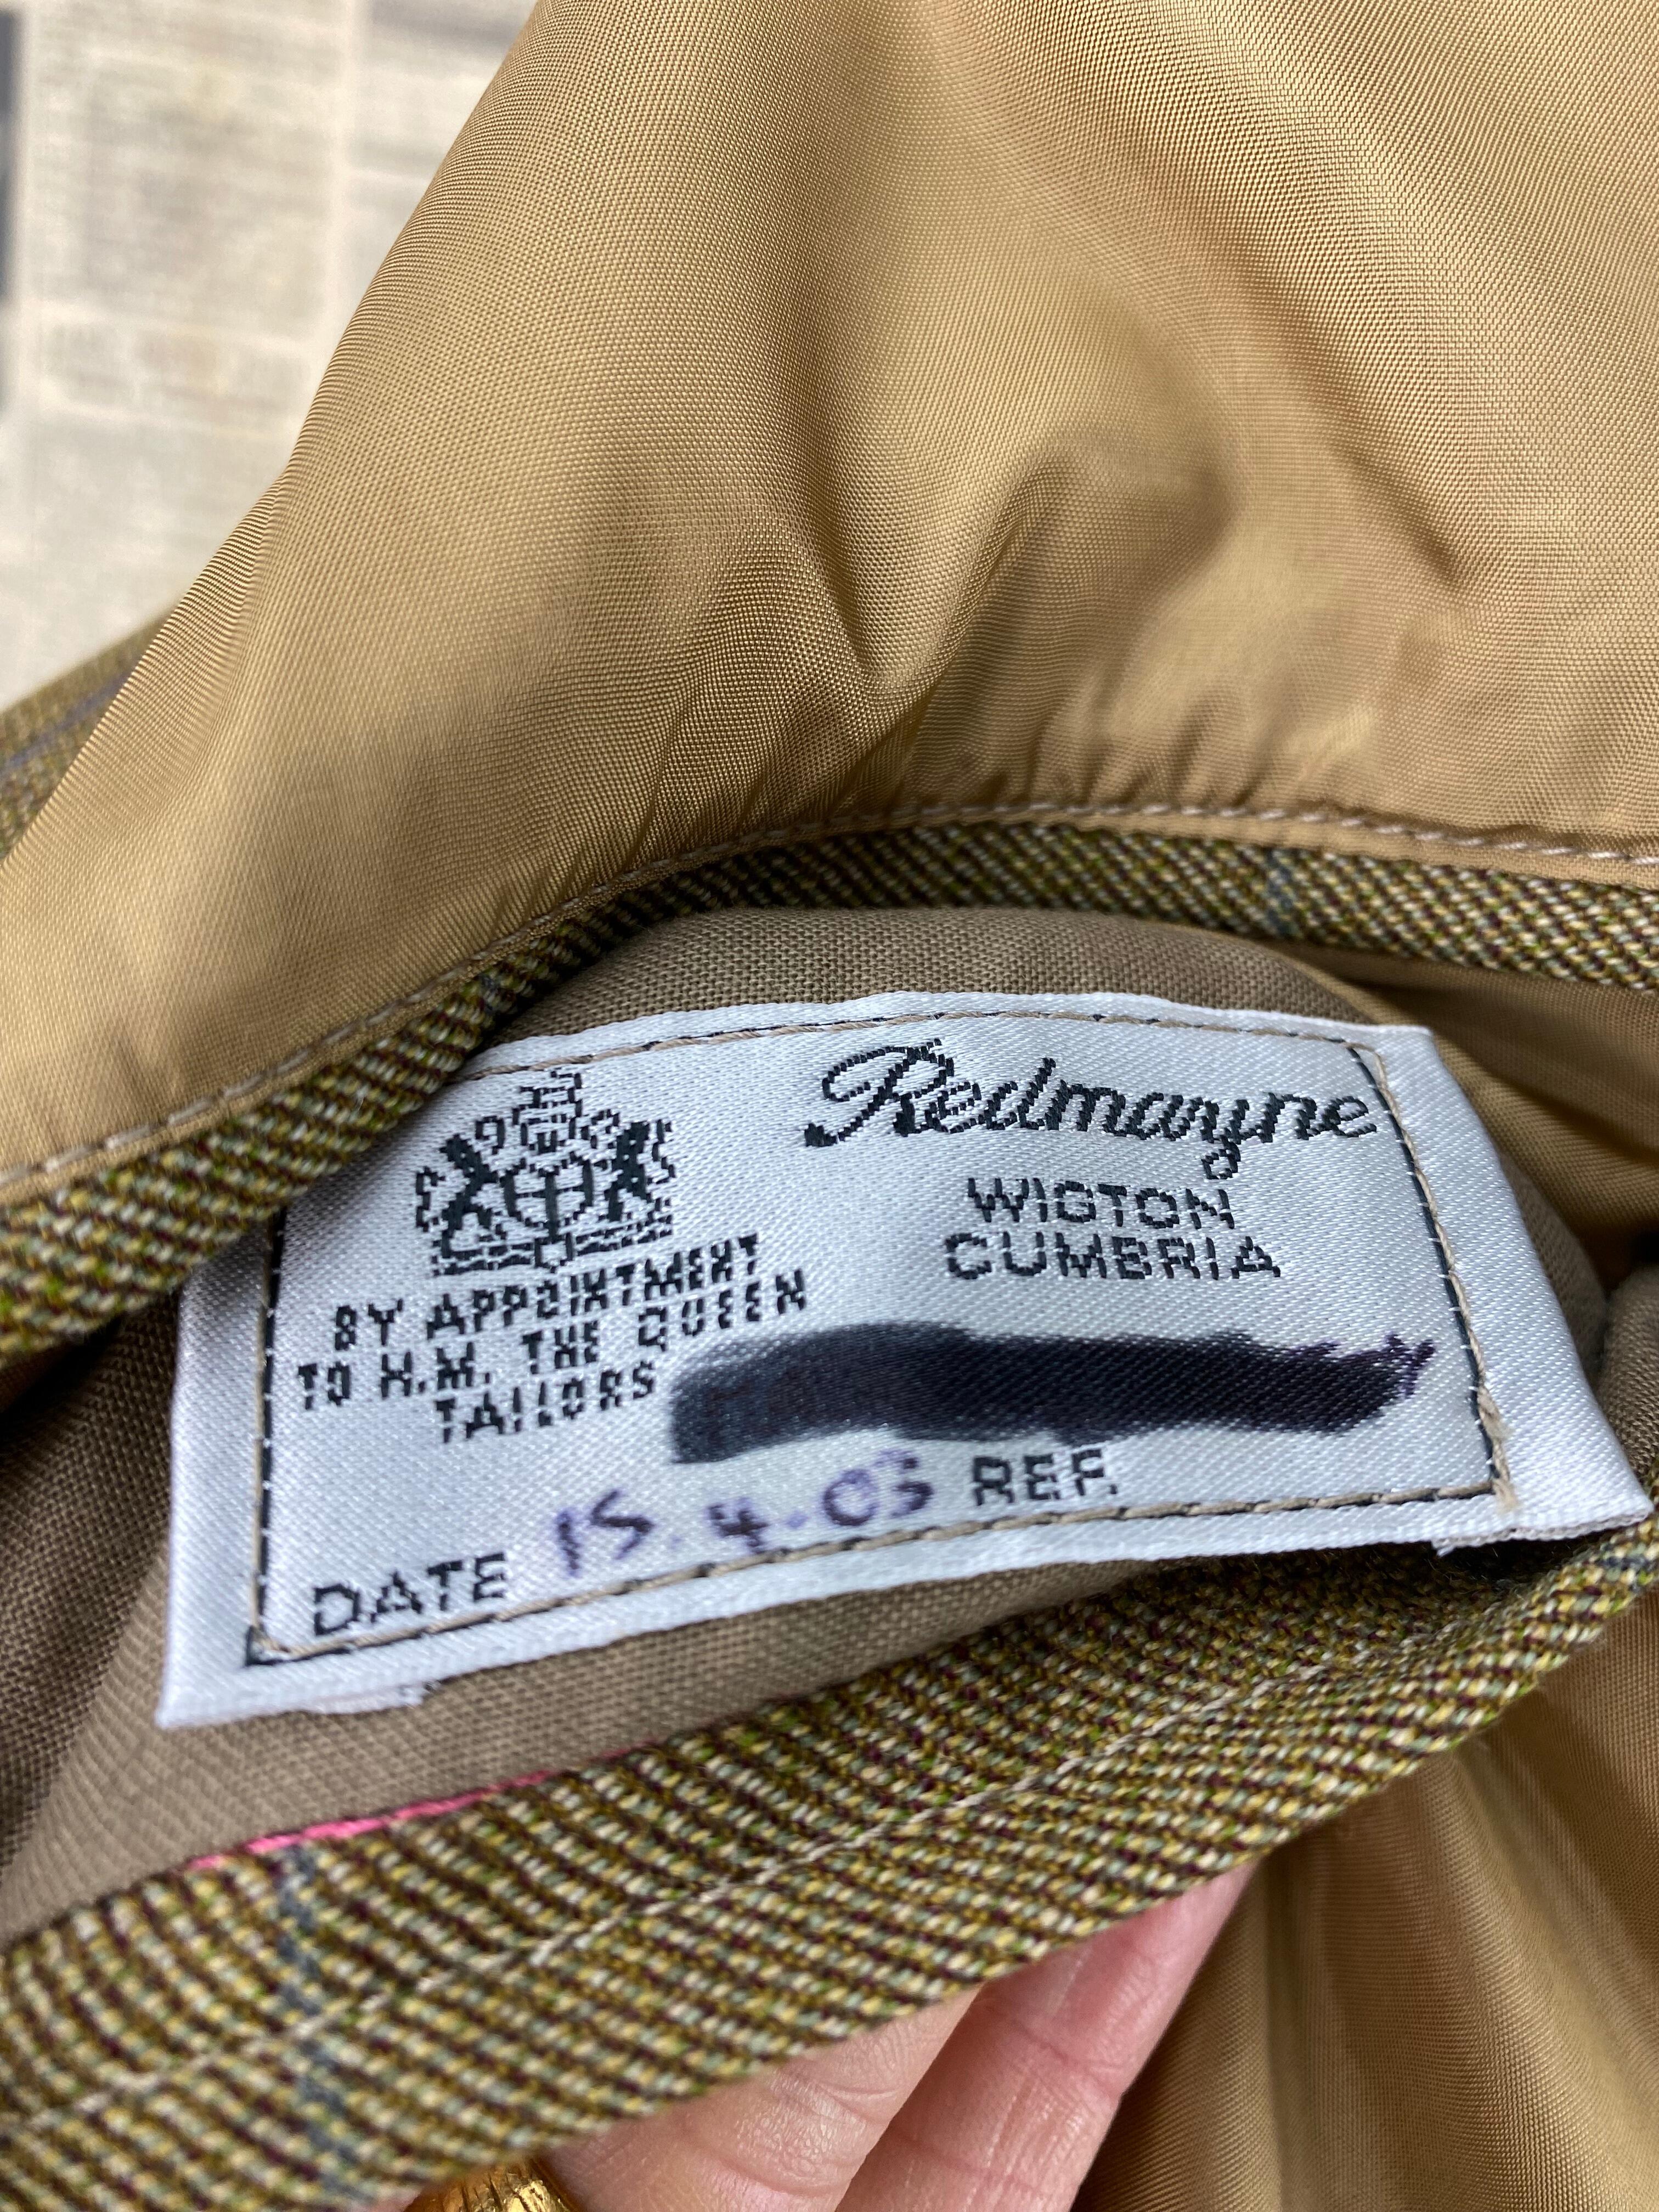 Redmayne
WIGTON
CUMBRIA
BY APPOINTMENT
TO H.M. THE QUEEN
TAILORS
DATE 15.4.03 REF.